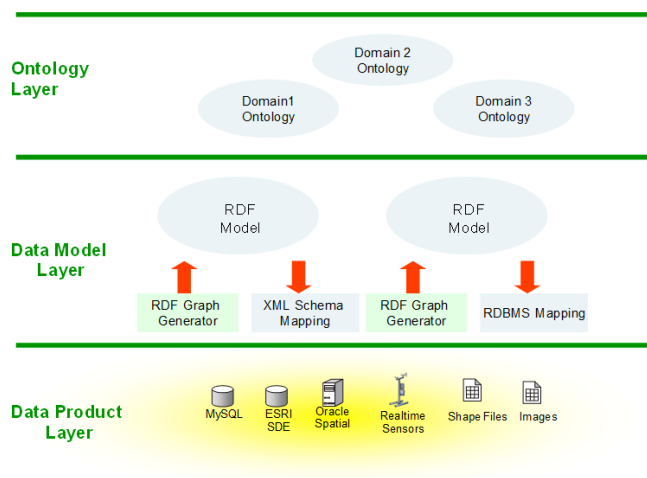 Ontology
Layer
Domain 2
Ontology
Domain1
Ontology
Domain 3
Ontology
Data Model
Layer
RDF
Model
RDF
Model
RDF Graph
Generator
XML Schema
Mapping
RDF Graph
Generator
RDBMS Mapping
Data Product
Layer
MySQL
ESRI
SDE
Oracle
Spatial
Realtime
Sensors
Shape Files
Images